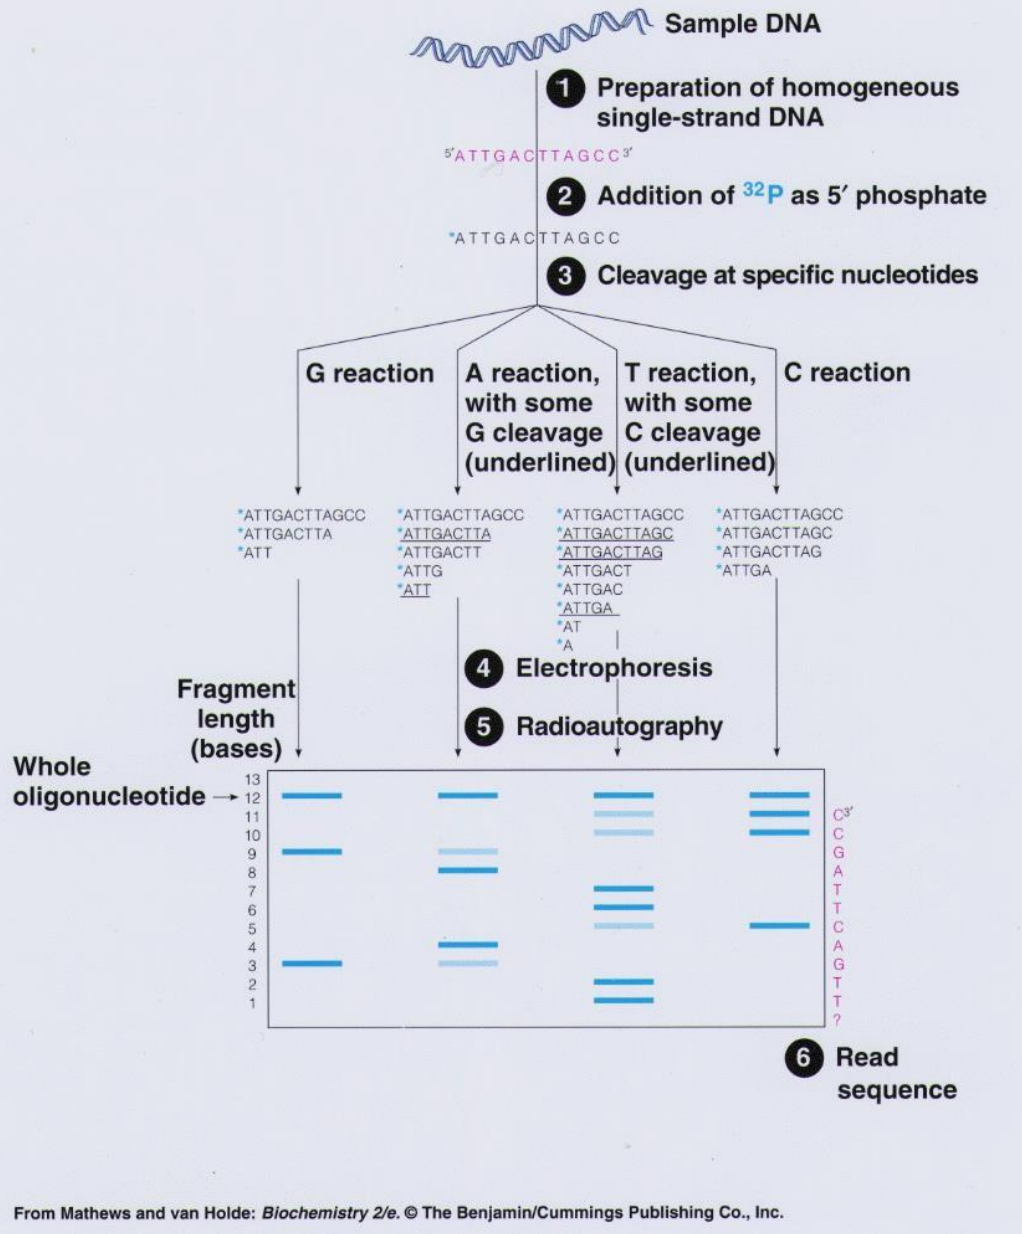 Sample DNA
1 Preparation of homogeneous
single-strand DNA
5′ATTGACTTAGCC3′
2 Addition of 32P as 5′ phosphate
*ATTGACTTAGCC
3 Cleavage at specific nucleotides
G reaction
A reaction,
with some
G cleavage
(underlined)
T reaction,
with some
C cleavage
(underlined)
C reaction
*ATTGACTTAGCC
*ATTGACTTA
*ATT
*ATTGACTTAGCC
*ATTGACTTA
*ATTGACTT
*ATTG
*ATT
*ATTGACTTAGCC
*ATTGACTTAGC
*ATTGACTTAG
*ATTGACT
*ATTGAC
*ATTGA
*AT
*A
*ATTGACTTAGCC
*ATTGACTTAGC
*ATTGACTTAG
*ATTGA
4 Electrophoresis
5 Radioautography
Fragment
length
(bases)
Whole
oligonucleotide
13
12
11
10
9
8
7
6
5
4
3
2
1
C3′
C
G
A
T
T
C
A
G
T
T
?
6 Read
sequence
From Mathews and van Holde: Biochemistry 2/e. © The Benjamin/Cummings Publishing Co., Inc.